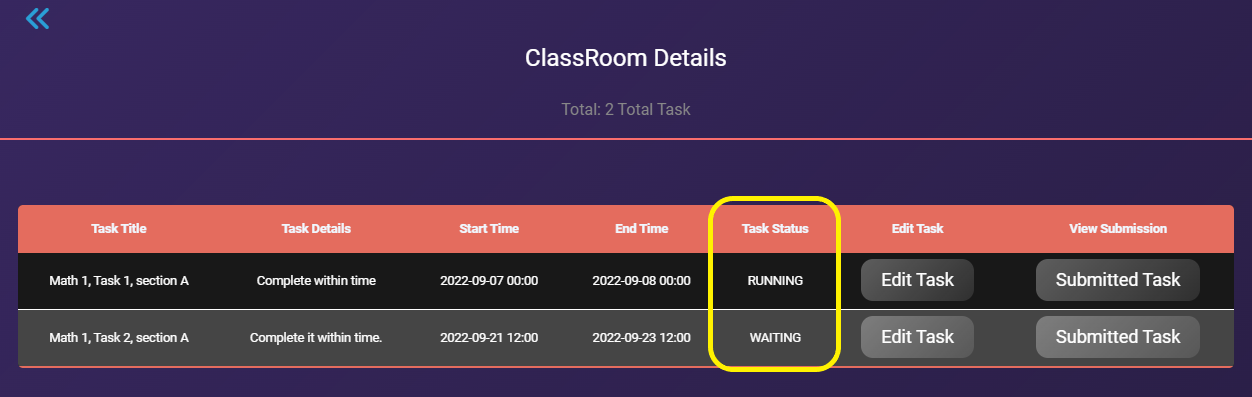 ClassRoom Details
Total: 2 Total Task
Task Title Task Details Start Time End Time Task Status Edit Task View Submission
Math 1, Task 1, section A Complete within time 2022-09-07 00:00 2022-09-08 00:00 RUNNING Edit Task Submitted Task
Math 1, Task 2, section A Complete it within time. 2022-09-21 12:00 2022-09-23 12:00 WAITING Edit Task Submitted Task